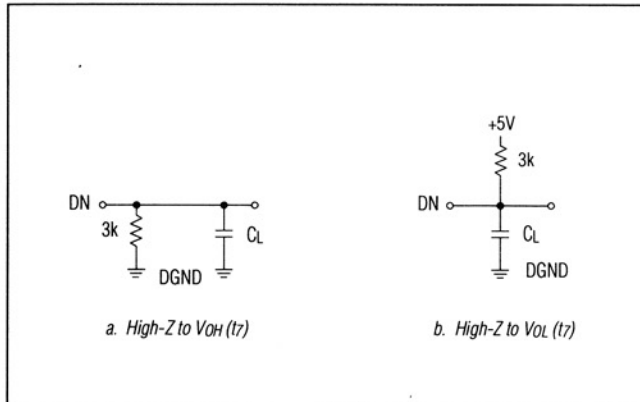 DN
3k
CL
DGND
a. High-Z to VOH (t7)
+5V
3k
DN
CL
DGND
b. High-Z to VOL (t7)